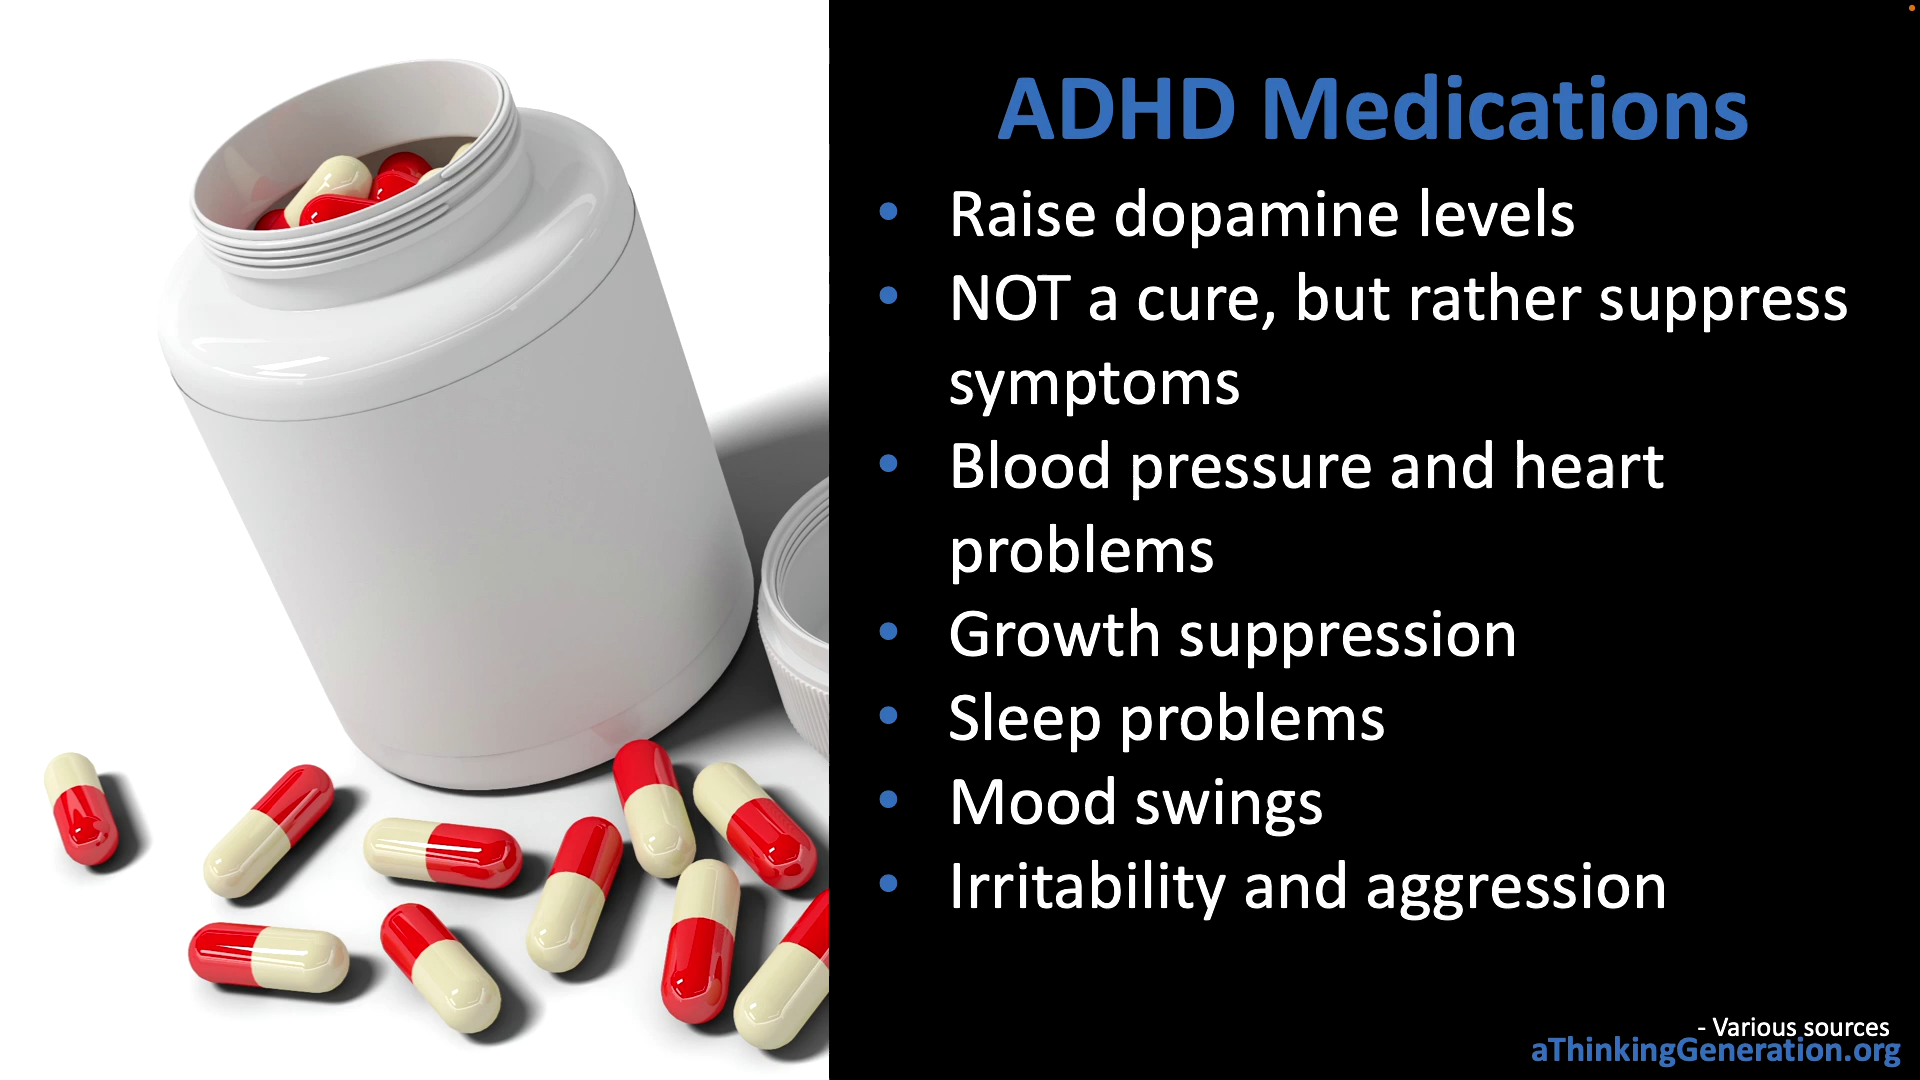 ADHD Medications
• Raise dopamine levels
• NOT a cure, but rather suppress
symptoms
• Blood pressure and heart
problems
• Growth suppression
• Sleep problems
• Mood swings
• Irritability and aggression
- Various sources
aThinkingGeneration.org